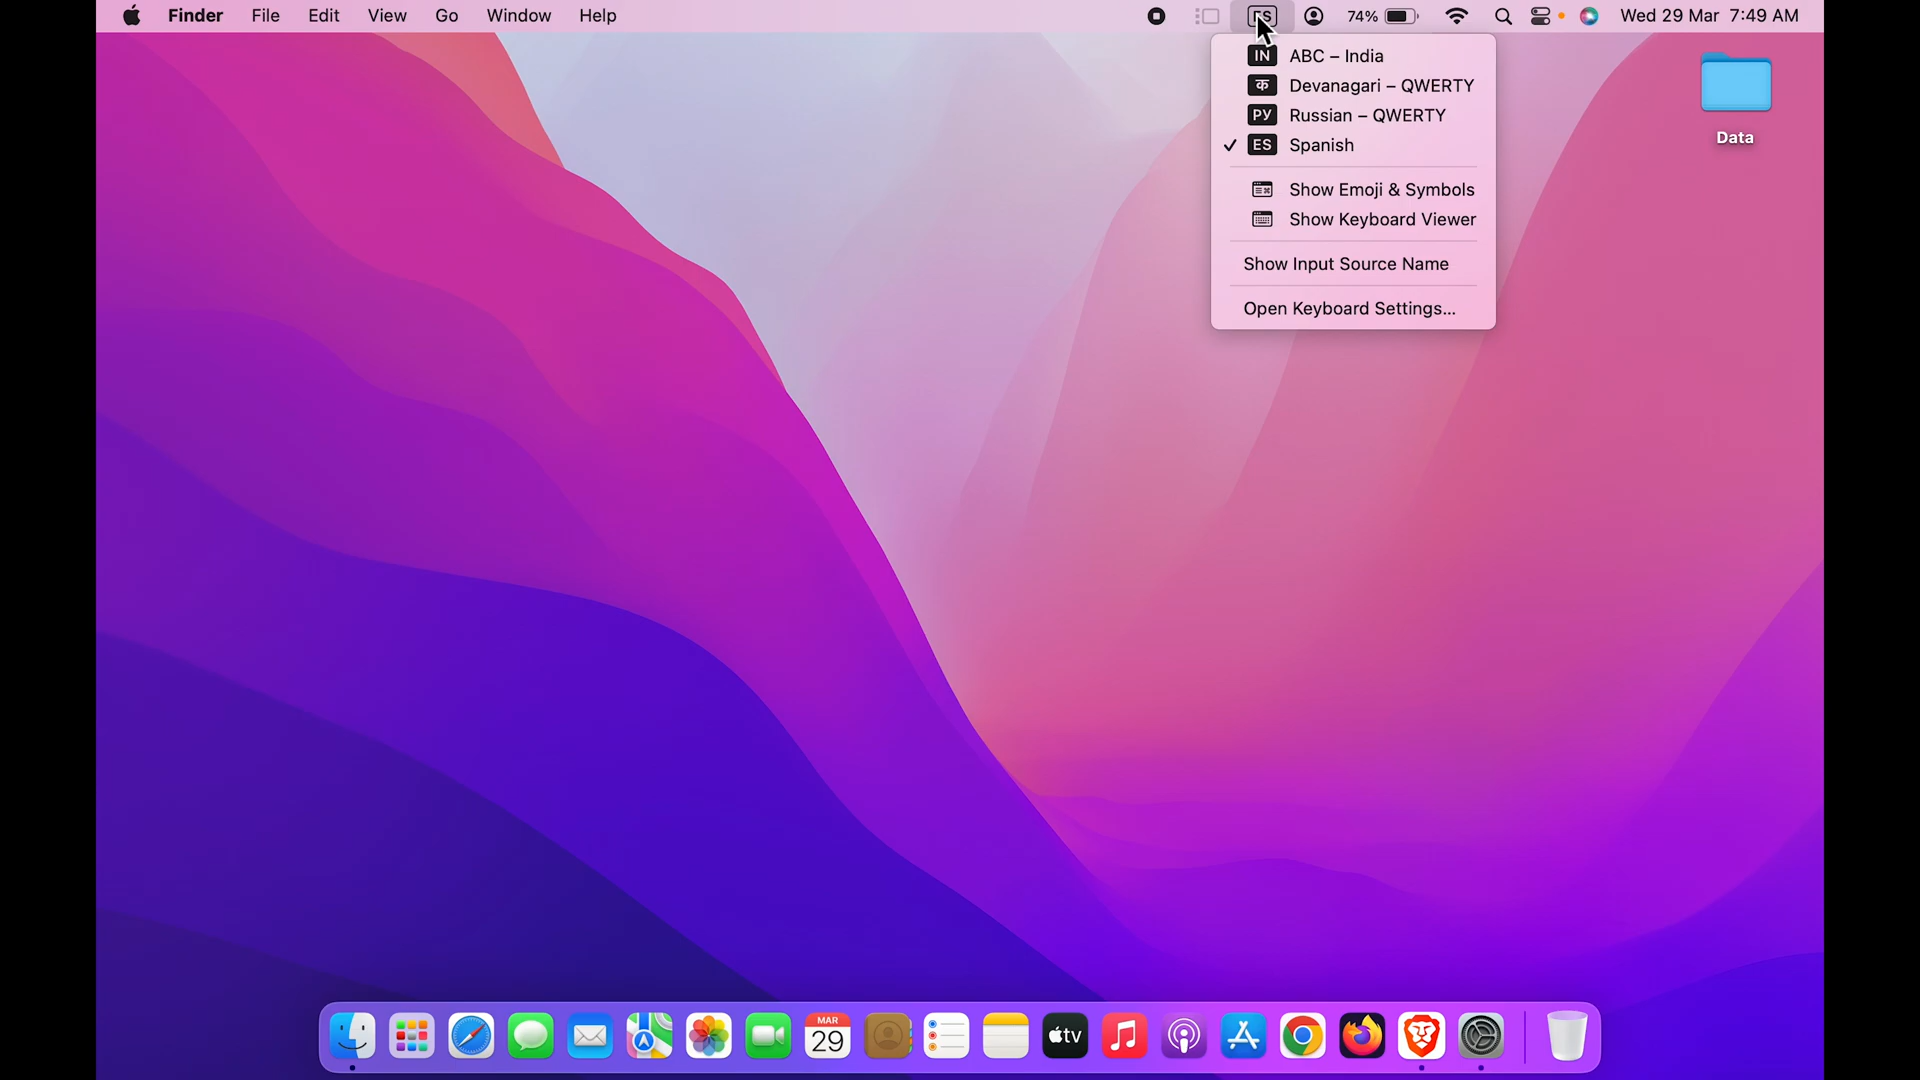 Finder File Edit View Go Window Help ES 74% Wed 29 Mar 7:49 AM
IN ABC – India
क Devanagari – QWERTY
РУ Russian – QWERTY
✓ ES Spanish
Show Emoji & Symbols
Show Keyboard Viewer
Show Input Source Name
Open Keyboard Settings...
Data
MAR
29
tv